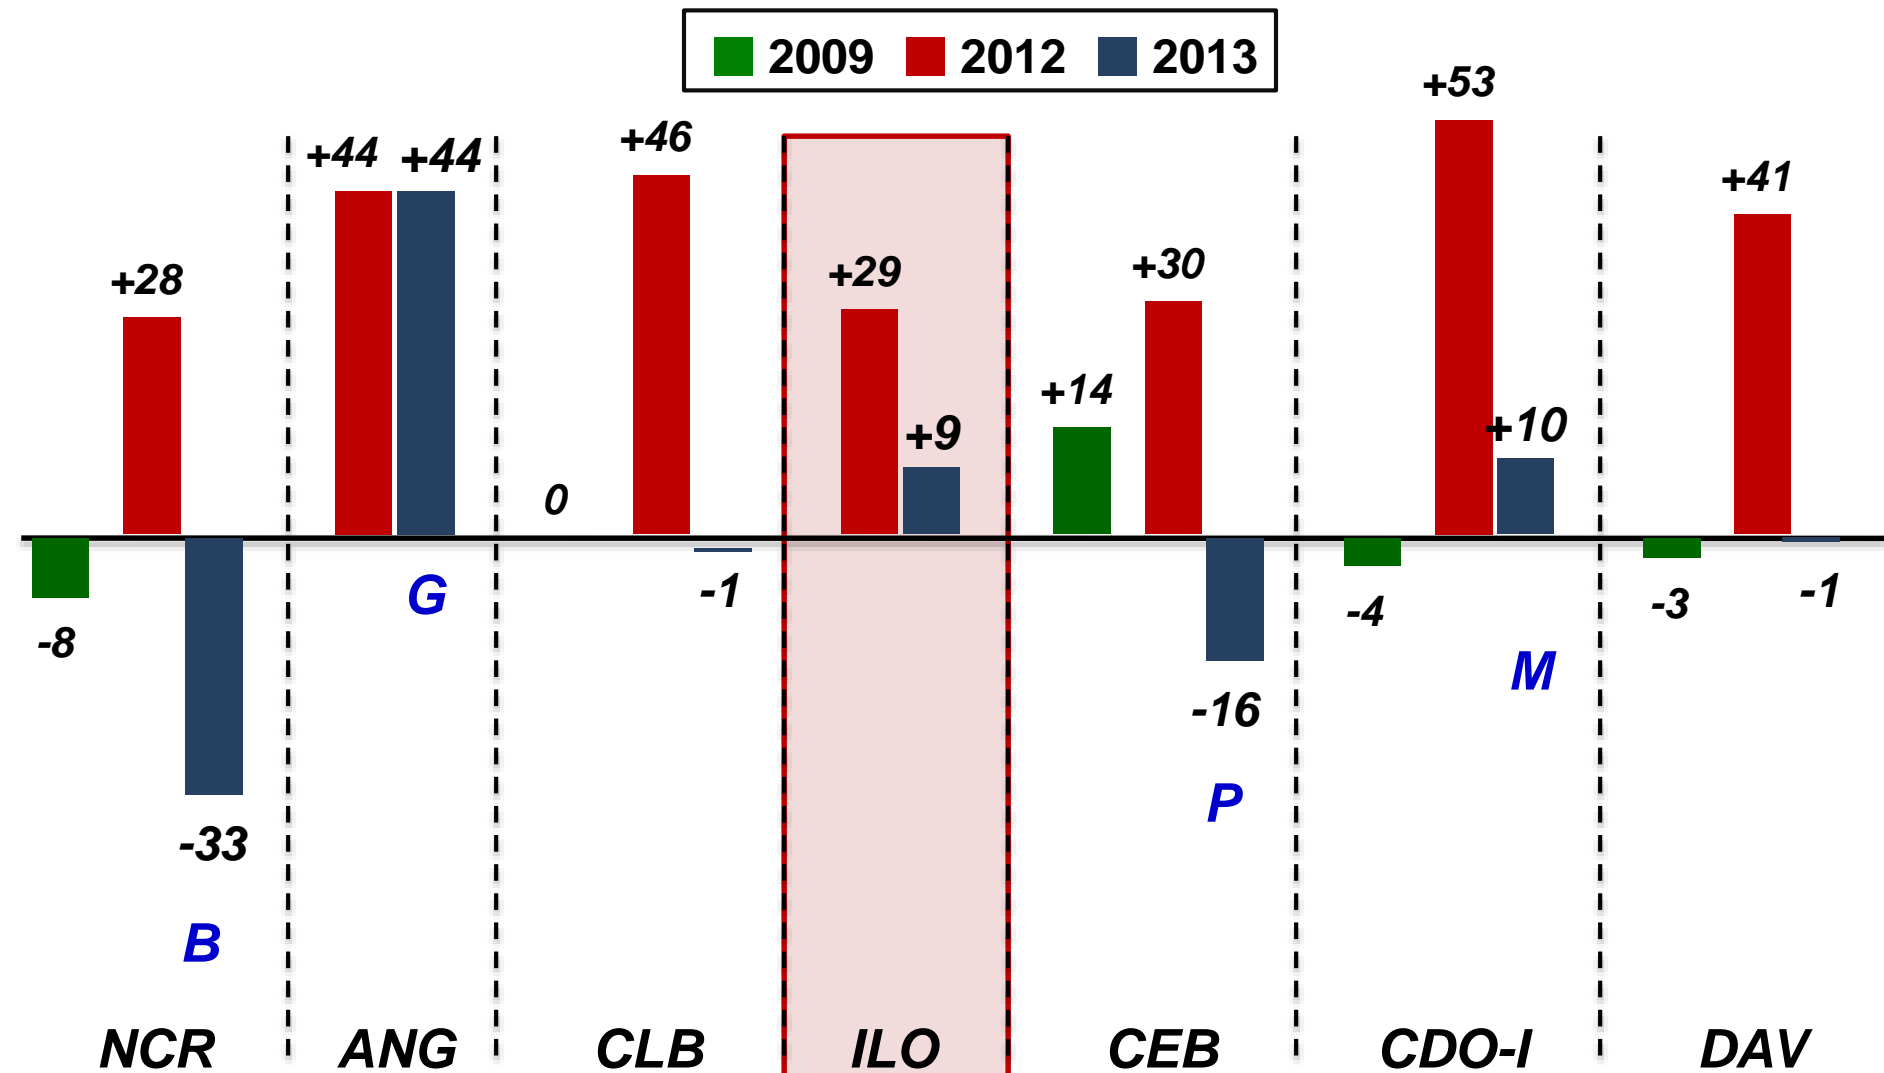 2009 2012 2013
+53
+44 +44 +46 +41
+28 +29 +30
+14
+9 +10
0
-8 G -1 -4 -3 -1
M
-16
P
-33
B
NCR ANG CLB ILO CEB CDO-I DAV